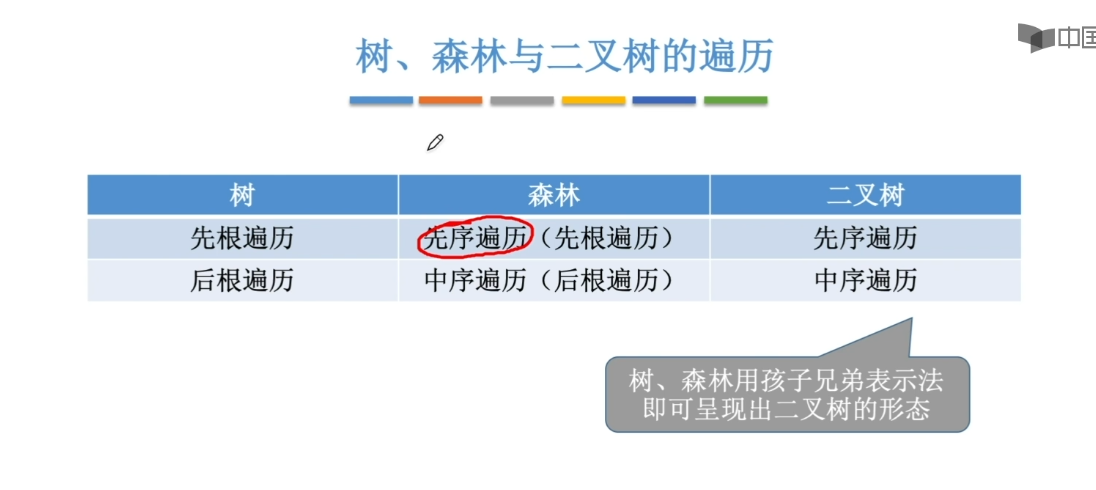 中国
树、森林与二叉树的遍历
树 森林 二叉树
先根遍历 先序遍历（先根遍历） 先序遍历
后根遍历 中序遍历（后根遍历） 中序遍历
树、森林用孩子兄弟表示法
即可呈现出二叉树的形态